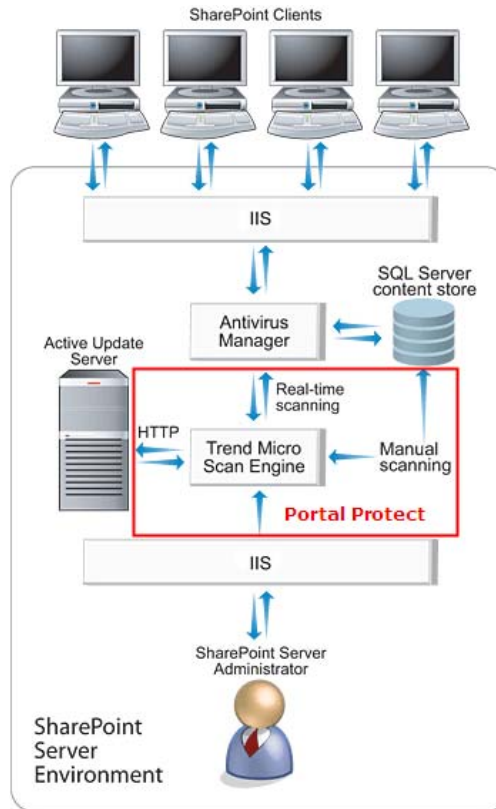 SharePoint Clients
IIS
SQL Server
content store
Antivirus
Manager
Active Update
Server
Real-time
scanning
HTTP
Trend Micro
Scan Engine
Manual
scanning
Portal Protect
IIS
SharePoint Server
Administrator
SharePoint
Server
Environment